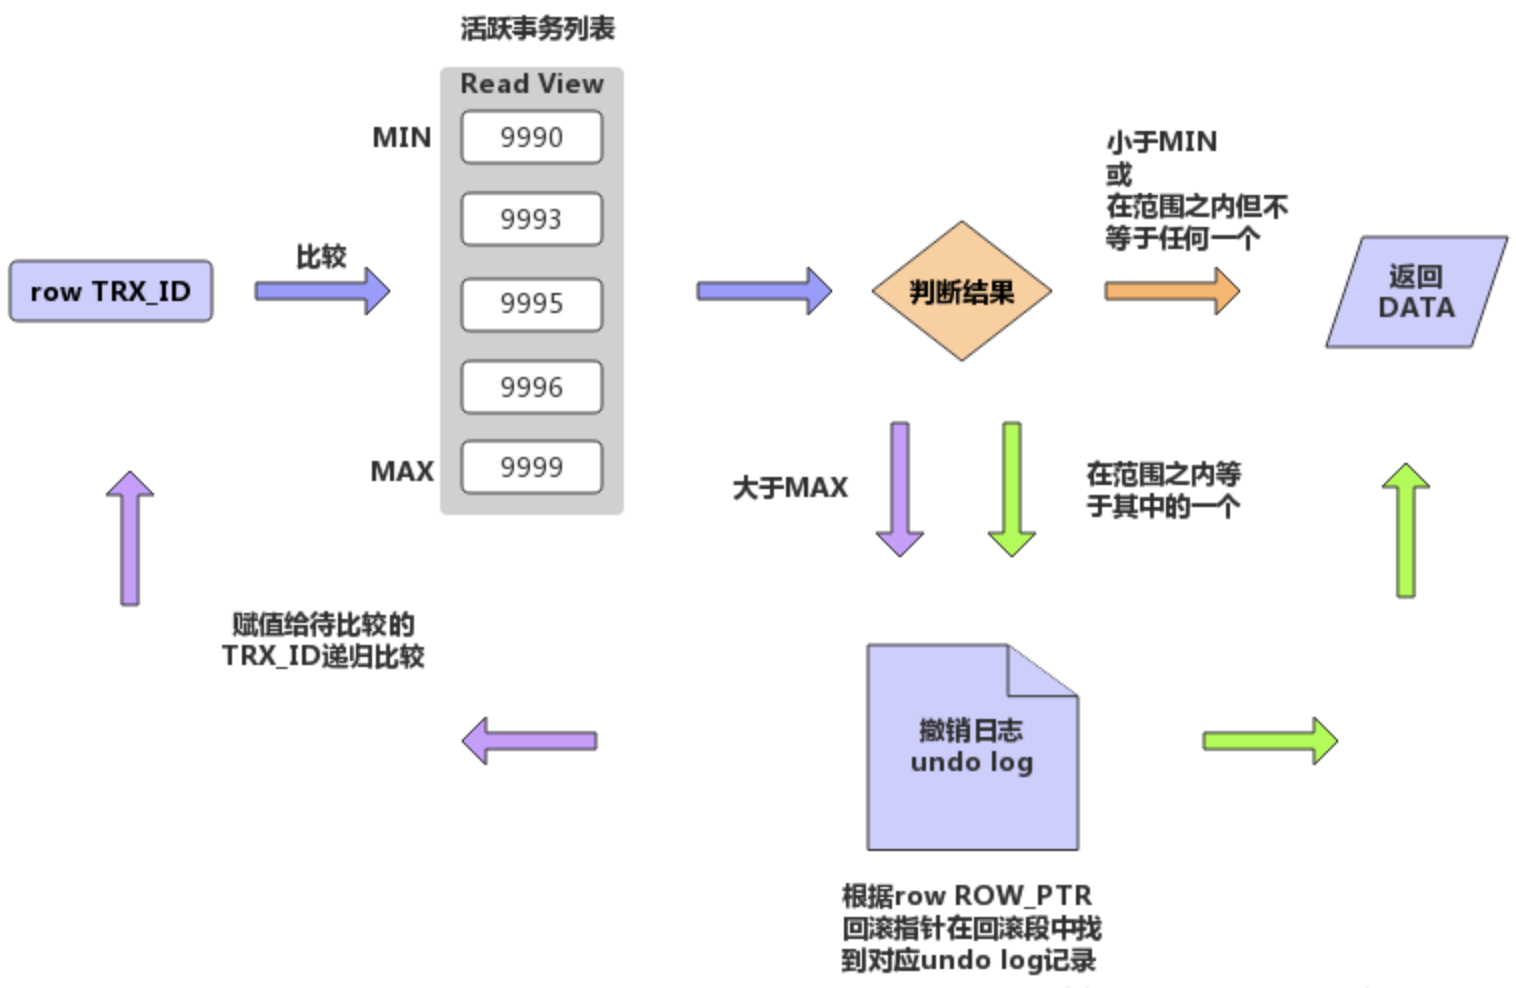 活跃事务列表
Read View
MIN
9990
9993
9995
9996
MAX
9999
row TRX_ID
比较
判断结果
小于MIN
或
在范围之内但不
等于任何一个
返回
DATA
大于MAX
在范围之内等
于其中的一个
赋值给待比较的
TRX_ID递归比较
撤销日志
undo log
根据row ROW_PTR
回滚指针在回滚段中找
到对应undo log记录